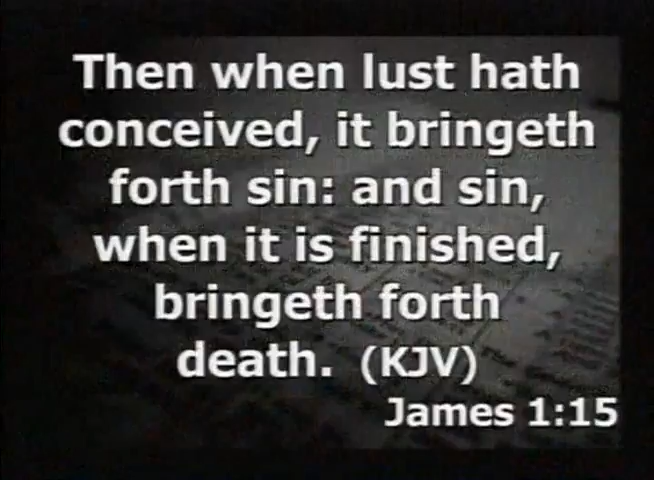 Then when lust hath
conceived, it bringeth
forth sin: and sin,
when it is finished,
bringeth forth
death. (KJV)
James 1:15